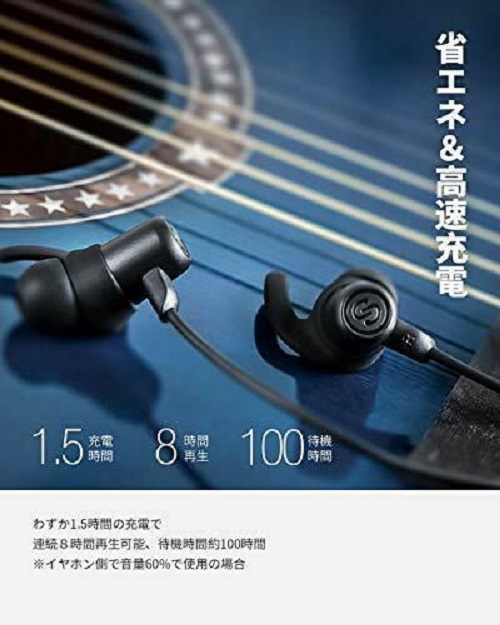 省エネ&高速充電
1.5 充電時間
8 時間再生
100 待機時間
わずか1.5時間の充電で
連続8時間再生可能、待機時間約100時間
※イヤホン側で音量60%で使用の場合